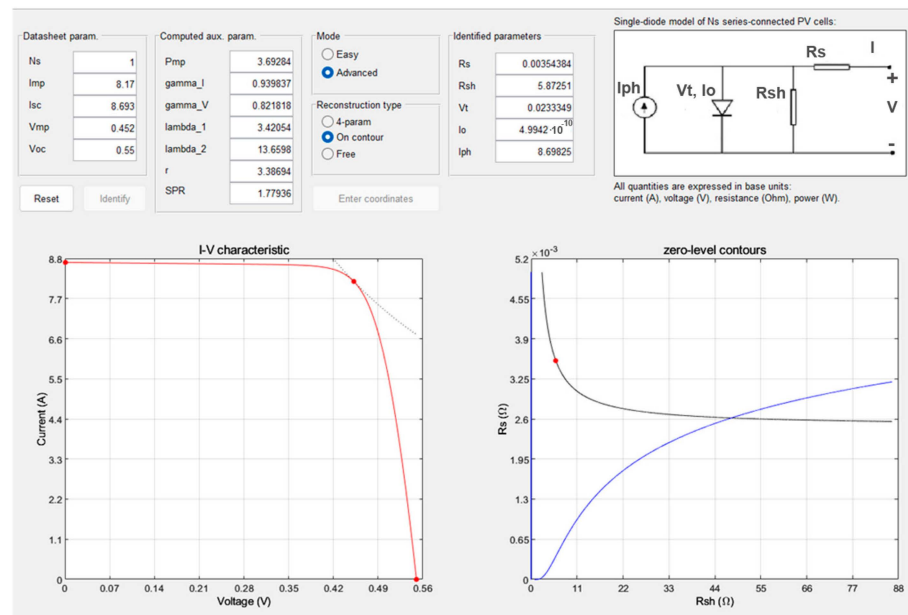 Datasheet param.
Ns 1
Imp 8.17
Isc 8.693
Vmp 0.452
Voc 0.55
Reset
Identify
Computed aux. param.
Pmp 3.69284
gamma_I 0.939837
gamma_V 0.821818
lambda_1 3.42054
lambda_2 13.6598
r 3.38694
SPR 1.77936
Mode
Easy
Advanced
Reconstruction type
4-param
On contour
Free
Enter coordinates
Identified parameters
Rs 0.00354384
Rsh 5.87251
Vt 0.0233349
Io 4.9942·10^-10
Iph 8.69825
Single-diode model of Ns series-connected PV cells:
Rs I
Iph Vt, Io Rsh + V -
All quantities are expressed in base units:
current (A), voltage (V), resistance (Ohm), power (W).
I-V characteristic
8.8
7.7
6.6
5.5
4.4
3.3
2.2
1.1
0
Current (A)
0 0.07 0.14 0.21 0.28 0.35 0.42 0.49 0.56
Voltage (V)
zero-level contours
×10^-3
5.2
4.55
3.9
3.25
2.6
1.95
1.3
0.65
0
Rs (Ω)
0 11 22 33 44 55 66 77 88
Rsh (Ω)